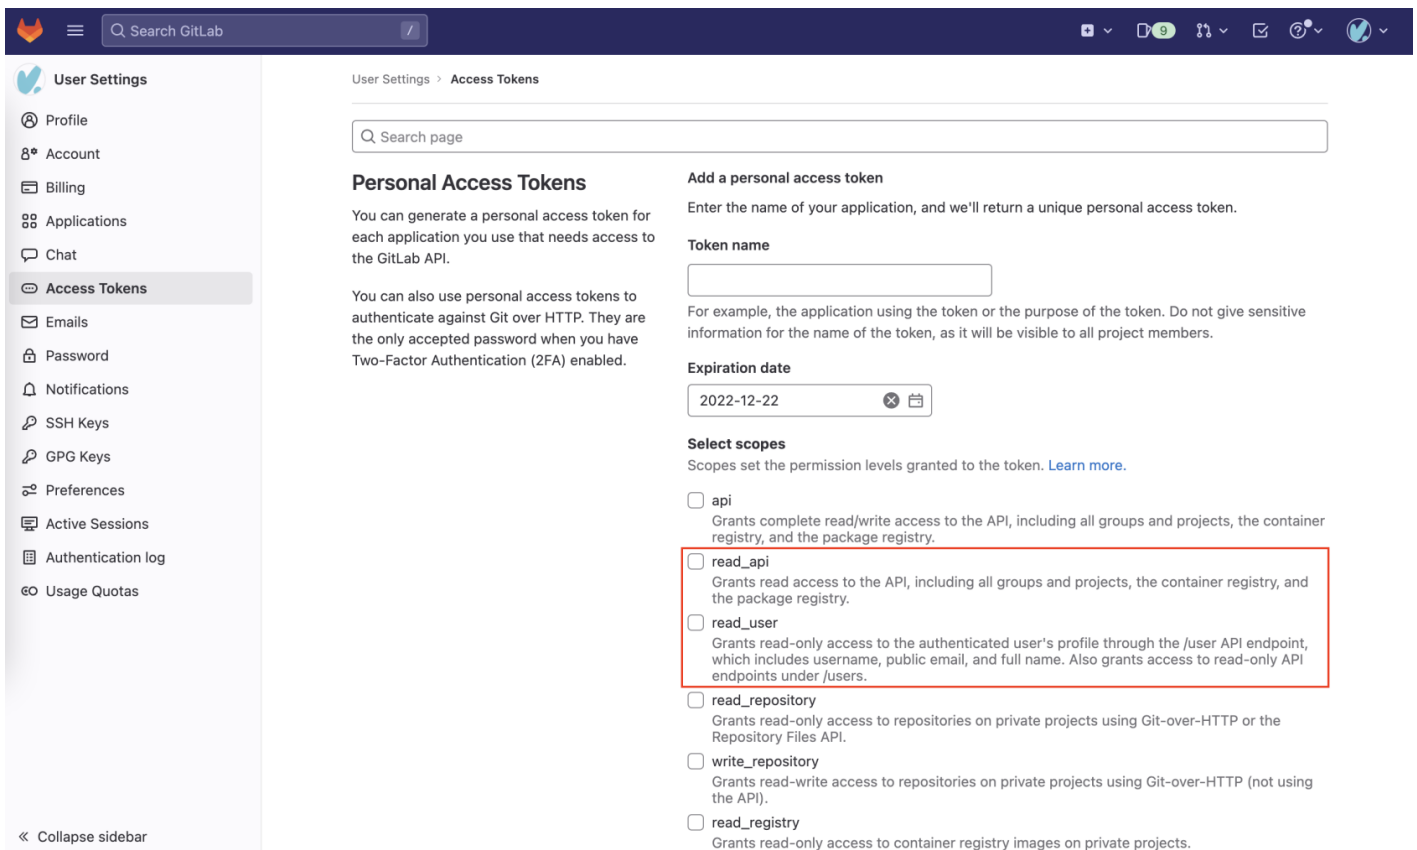 Search GitLab
/
9
User Settings
Profile
Account
Billing
Applications
Chat
Access Tokens
Emails
Password
Notifications
SSH Keys
GPG Keys
Preferences
Active Sessions
Authentication log
Usage Quotas
Collapse sidebar
User Settings > Access Tokens
Search page
Personal Access Tokens
You can generate a personal access token for
each application you use that needs access to
the GitLab API.
You can also use personal access tokens to
authenticate against Git over HTTP. They are
the only accepted password when you have
Two-Factor Authentication (2FA) enabled.
Add a personal access token
Enter the name of your application, and we'll return a unique personal access token.
Token name
For example, the application using the token or the purpose of the token. Do not give sensitive
information for the name of the token, as it will be visible to all project members.
Expiration date
2022-12-22
Select scopes
Scopes set the permission levels granted to the token. Learn more.
api
Grants complete read/write access to the API, including all groups and projects, the container
registry, and the package registry.
read_api
Grants read access to the API, including all groups and projects, the container registry, and
the package registry.
read_user
Grants read-only access to the authenticated user's profile through the /user API endpoint,
which includes username, public email, and full name. Also grants access to read-only API
endpoints under /users.
read_repository
Grants read-only access to repositories on private projects using Git-over-HTTP or the
Repository Files API.
write_repository
Grants read-write access to repositories on private projects using Git-over-HTTP (not using
the API).
read_registry
Grants read-only access to container registry images on private projects.